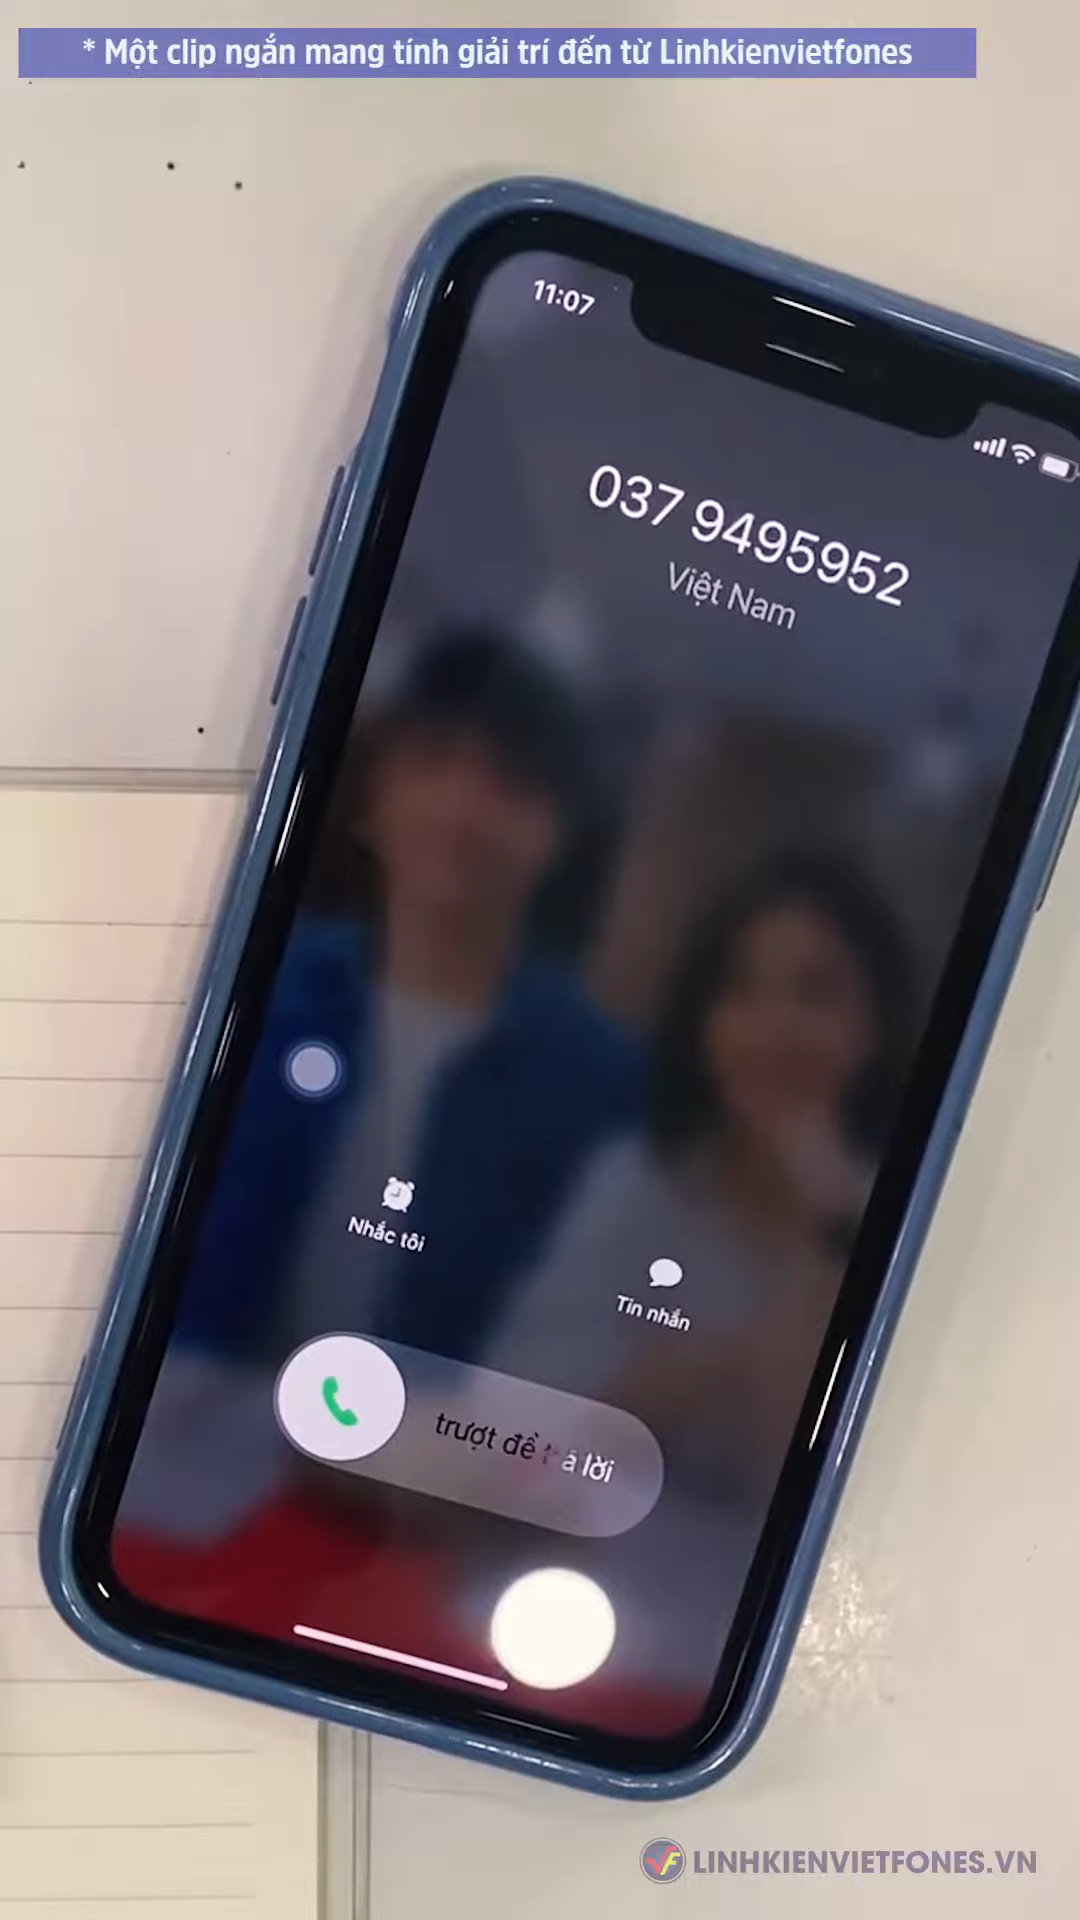 * Một clip ngắn mang tính giải trí đến từ Linhkienvietfones
11:07
037 9495952
Việt Nam
Nhắc tôi
Tin nhắn
trượt để trả lời
LINHKIENVIETFONES.VN